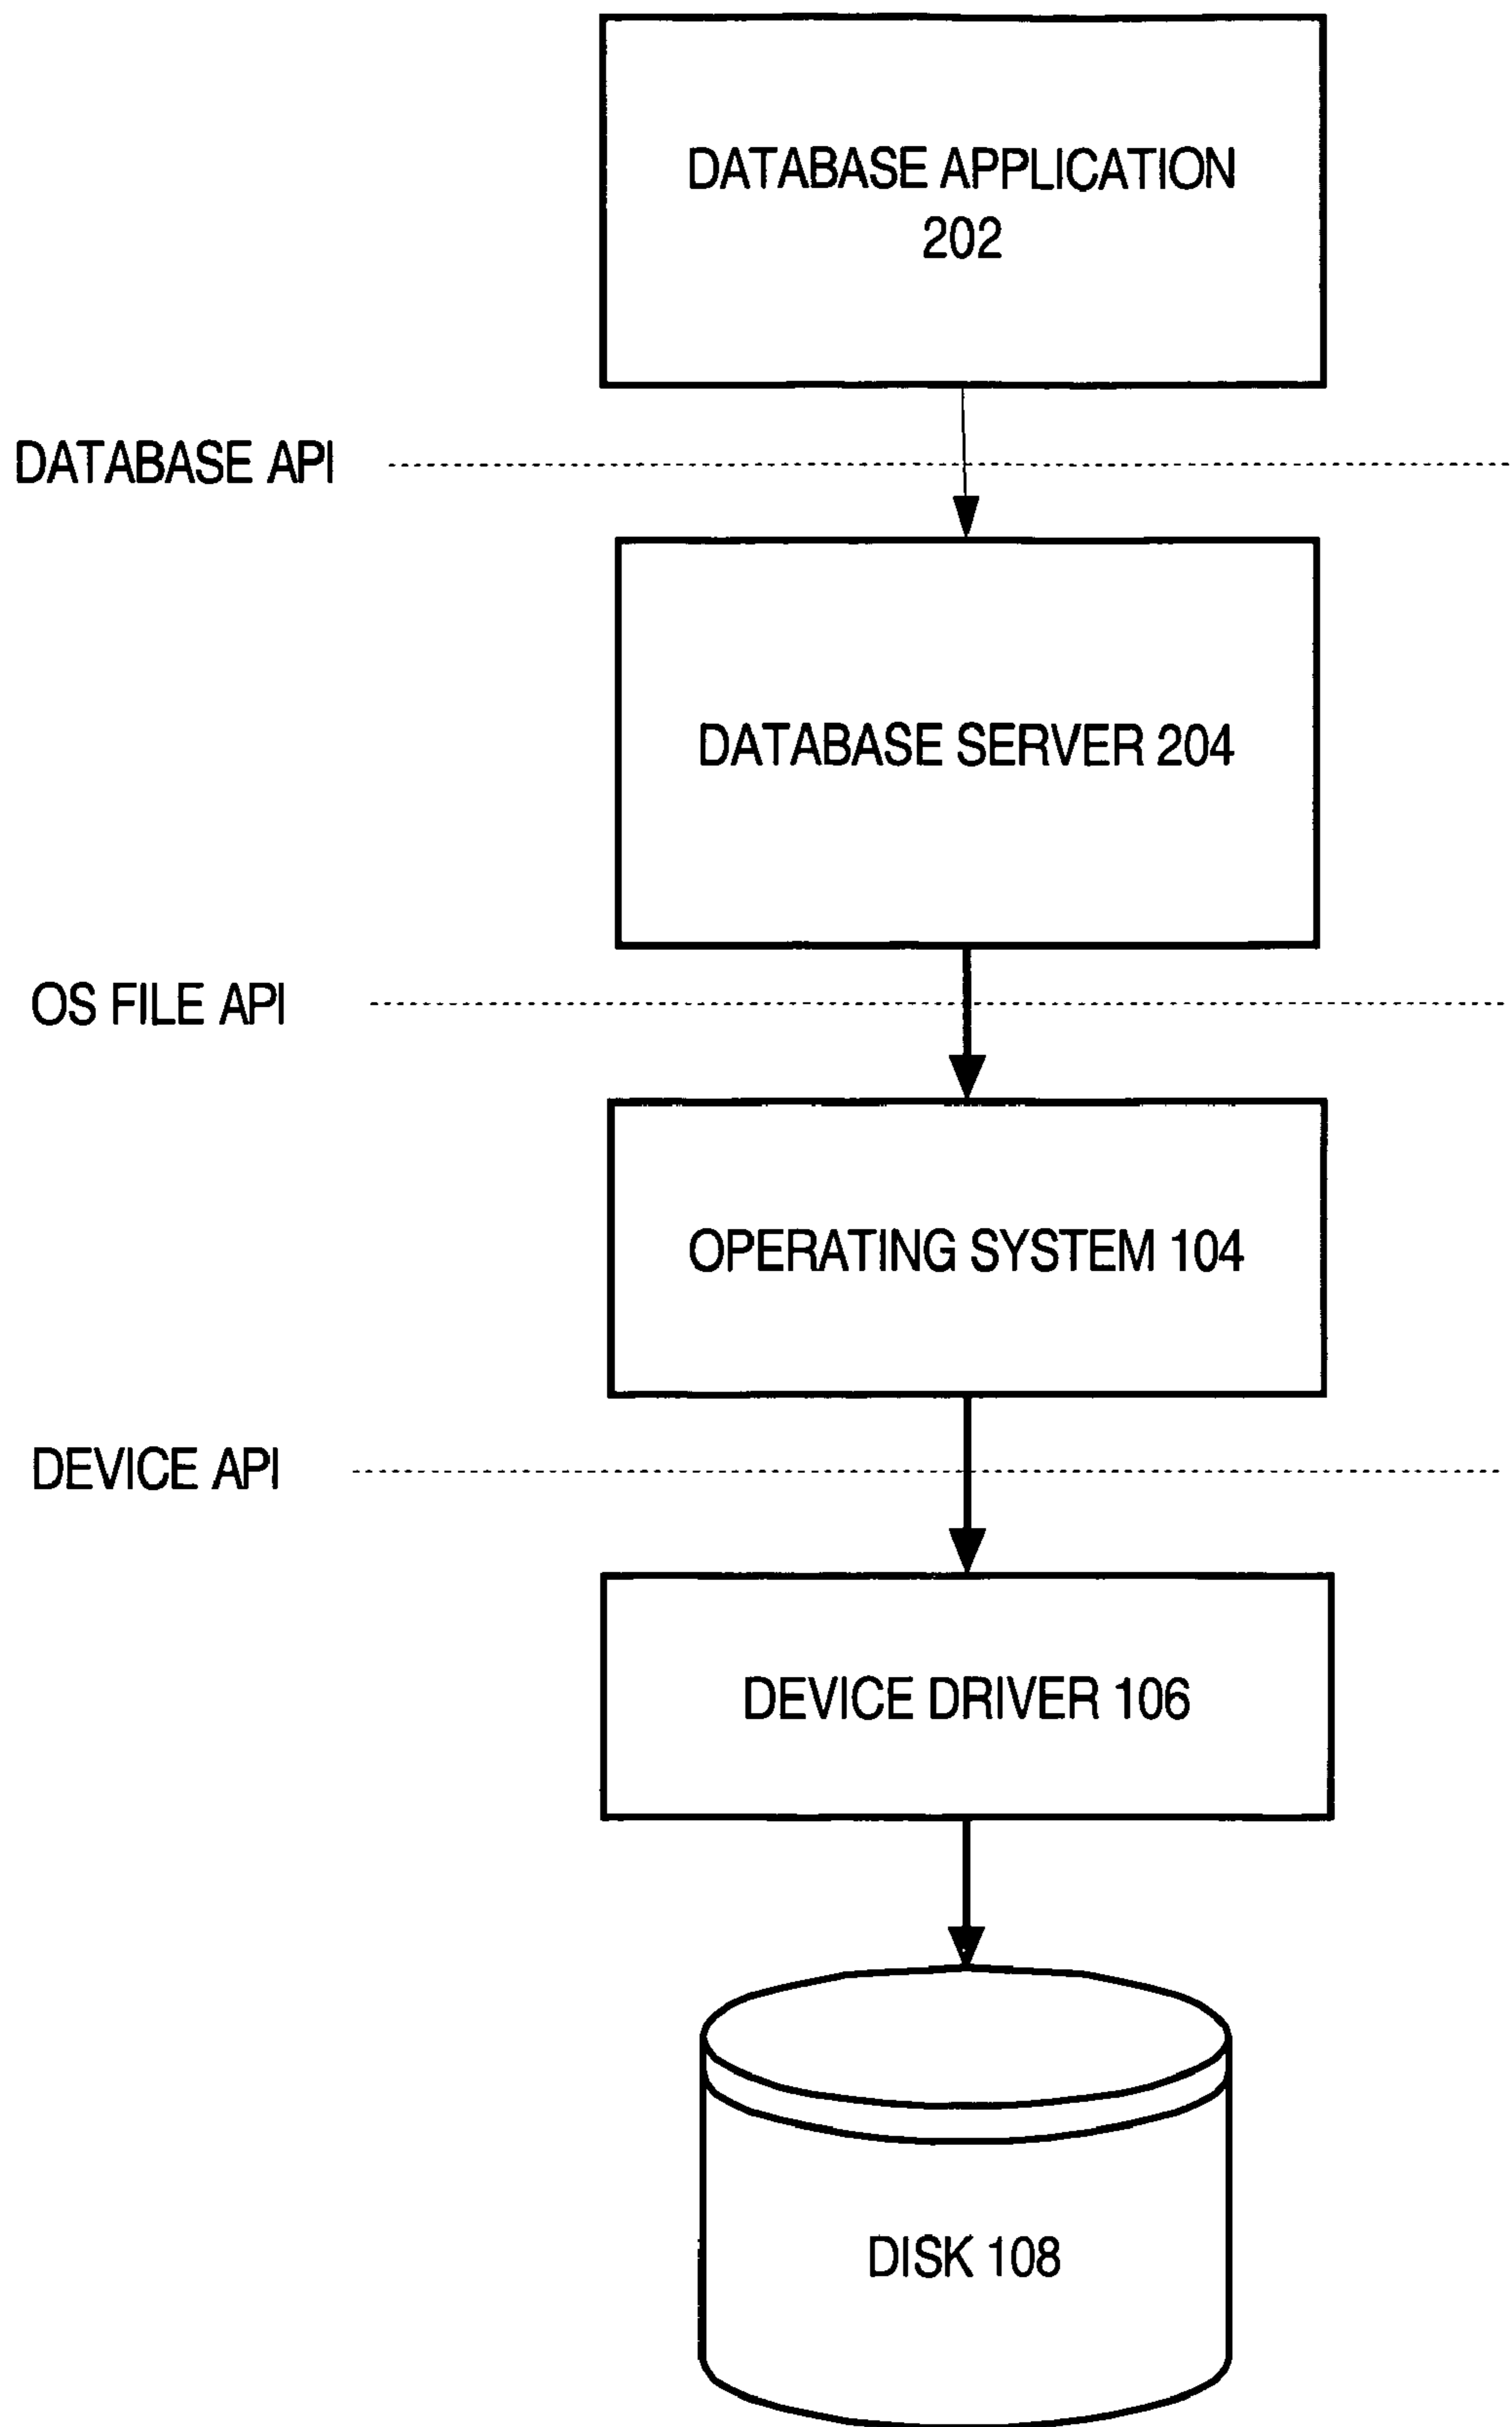 DATABASE APPLICATION
202
DATABASE API
DATABASE SERVER 204
OS FILE API
OPERATING SYSTEM 104
DEVICE API
DEVICE DRIVER 106
DISK 108